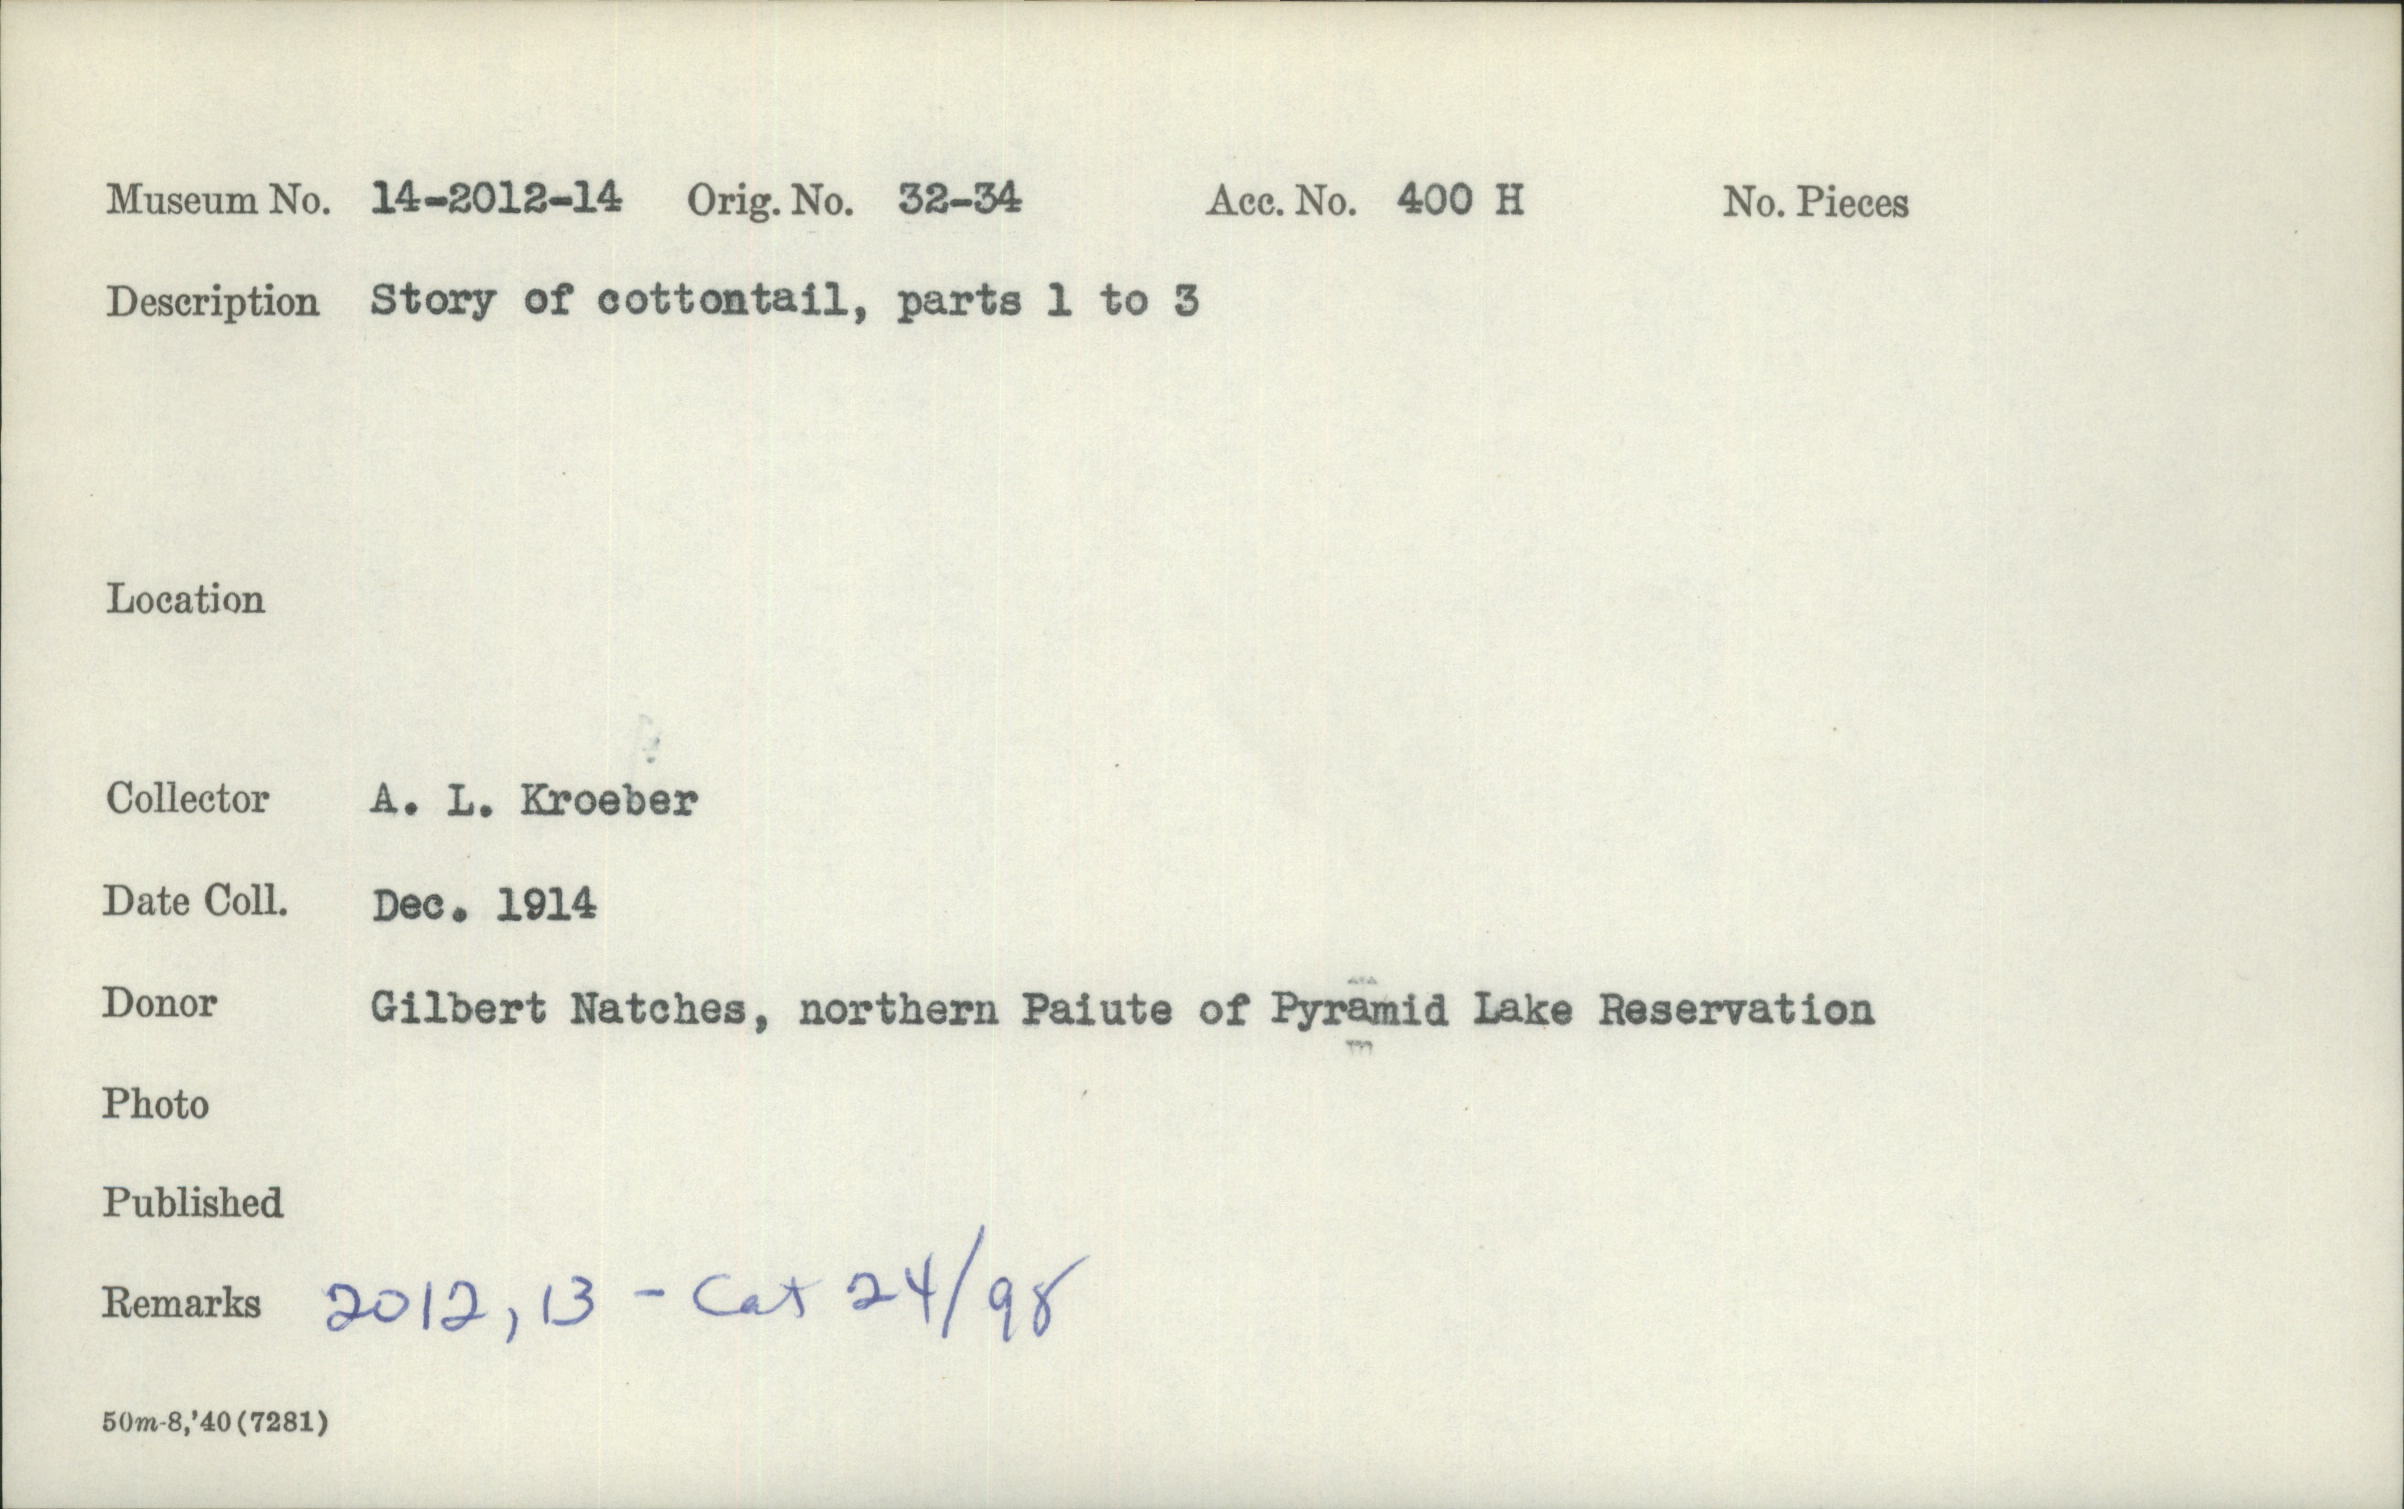 Museum No. 14-2012-14 Orig. No. 32-34 Acc. No. 400 H No. Pieces
Description Story of cottontail, parts 1 to 3
Location
Collector A. L. Kroeber
Date Coll. Dec. 1914
Donor Gilbert Natches, northern Paiute of Pyramid Lake Reservation
Photo
Published
Remarks 2012, 13 - Cat 24/98
50m-8,'40 (7281)